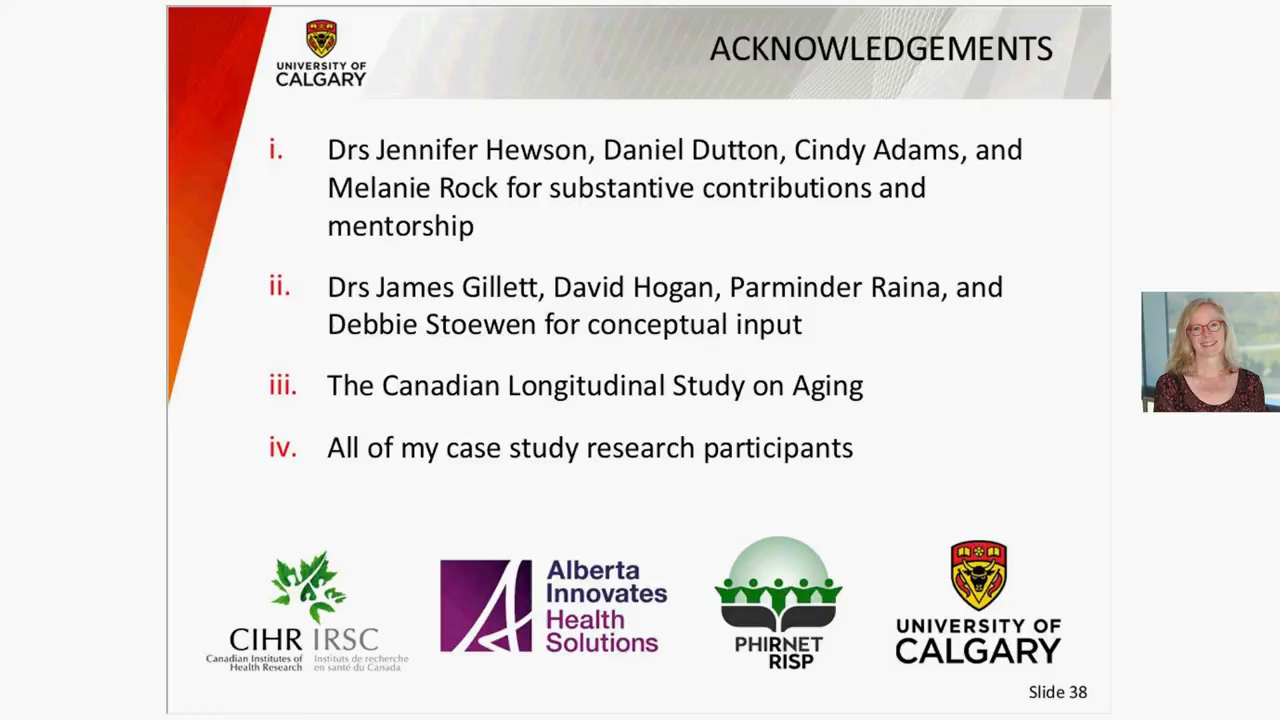 UNIVERSITY OF
CALGARY
ACKNOWLEDGEMENTS
i. Drs Jennifer Hewson, Daniel Dutton, Cindy Adams, and
Melanie Rock for substantive contributions and
mentorship
ii. Drs James Gillett, David Hogan, Parminder Raina, and
Debbie Stoewen for conceptual input
iii. The Canadian Longitudinal Study on Aging
iv. All of my case study research participants
CIHR IRSC
Canadian Institutes of
Health Research
Instituts de recherche
en santé du Canada
Alberta
Innovates
Health
Solutions
PHIRNET
RISP
UNIVERSITY OF
CALGARY
Slide 38